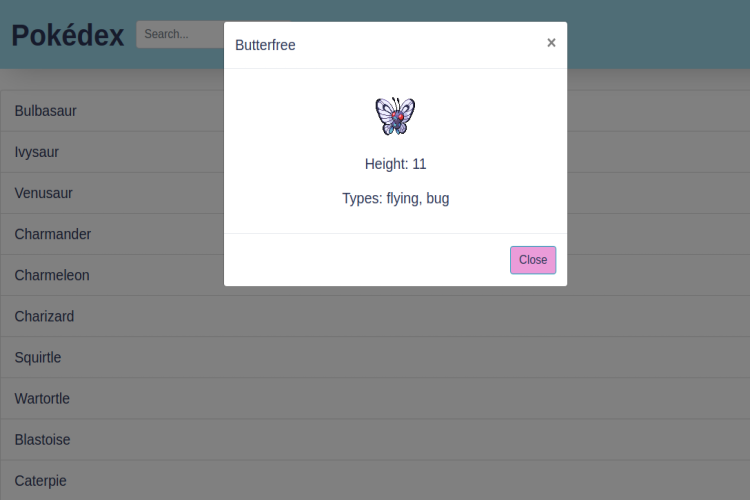 Pokédex
Search...
Butterfree
×
Height: 11
Types: flying, bug
Close
Bulbasaur
Ivysaur
Venusaur
Charmander
Charmeleon
Charizard
Squirtle
Wartortle
Blastoise
Caterpie